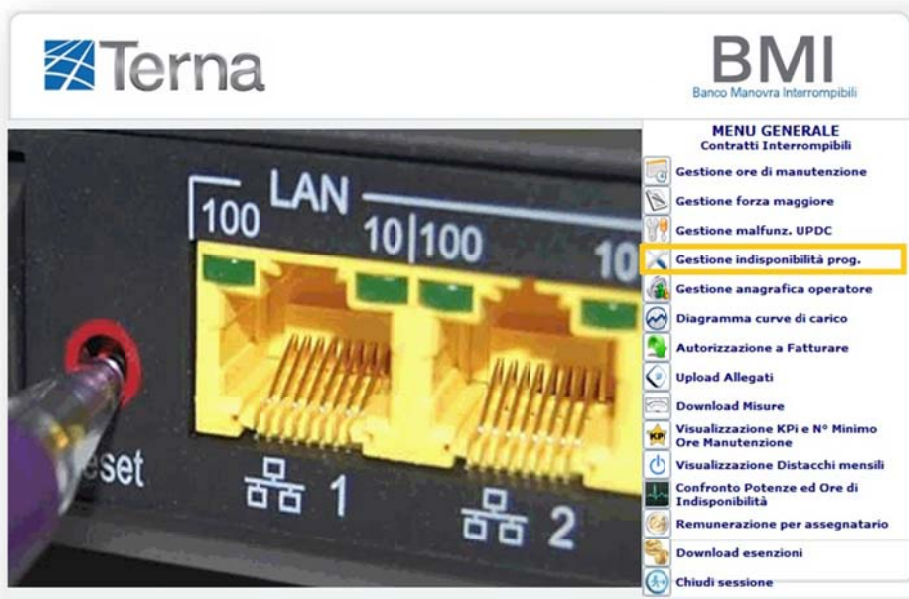 Terna
BMI
Banco Manovra Interrompibili
MENU GENERALE
Contratti Interrompibili
Gestione ore di manutenzione
Gestione forza maggiore
Gestione malfunz. UPDC
Gestione indisponibilità prog.
Gestione anagrafica operatore
Diagramma curve di carico
Autorizzazione a Fatturare
Upload Allegati
Download Misure
KPI
Visualizzazione KPi e N° Minimo
Ore Manutenzione
Visualizzazione Distacchi mensili
Confronto Potenze ed Ore di
Indisponibilità
Remunerazione per assegnatario
Download esenzioni
Chiudi sessione
LAN
100 10|100 10
set
1 2